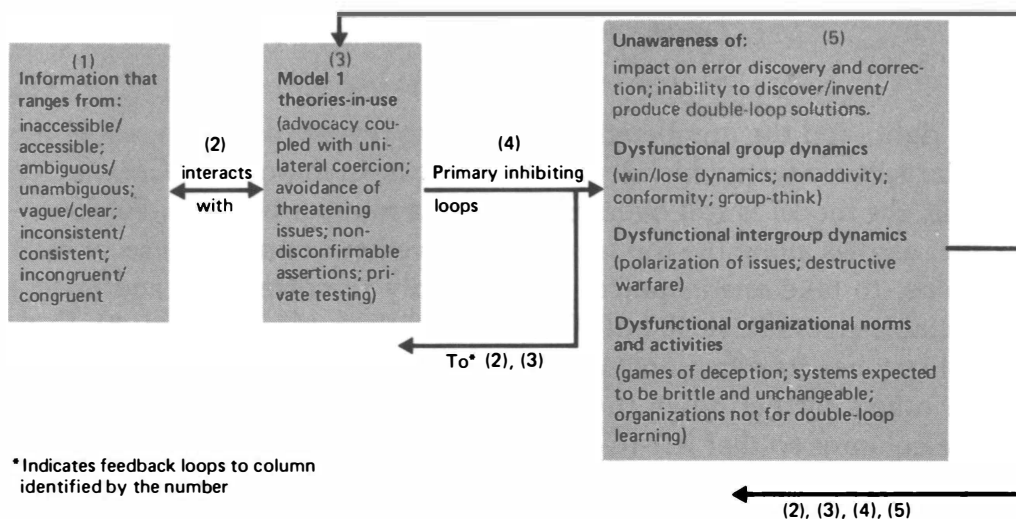 (1)
Information that
ranges from:
inaccessible/
accessible;
ambiguous/
unambiguous;
vague/clear;
inconsistent/
consistent;
incongruent/
congruent
(2)
interacts
with
(3)
Model 1
theories-in-use
(advocacy cou-
pled with uni-
lateral coercion;
avoidance of
threatening
issues; non-
disconfirmable
assertions; pri-
vate testing)
(4)
Primary inhibiting
loops
To* (2), (3)
Unawareness of: (5)
impact on error discovery and correc-
tion; inability to discover/invent/
produce double-loop solutions.
Dysfunctional group dynamics
(win/lose dynamics; nonaddivity;
conformity; group-think)
Dysfunctional intergroup dynamics
(polarization of issues; destructive
warfare)
Dysfunctional organizational norms
and activities
(games of deception; systems expected
to be brittle and unchangeable;
organizations not for double-loop
learning)
* Indicates feedback loops to column
identified by the number
(2), (3), (4), (5)